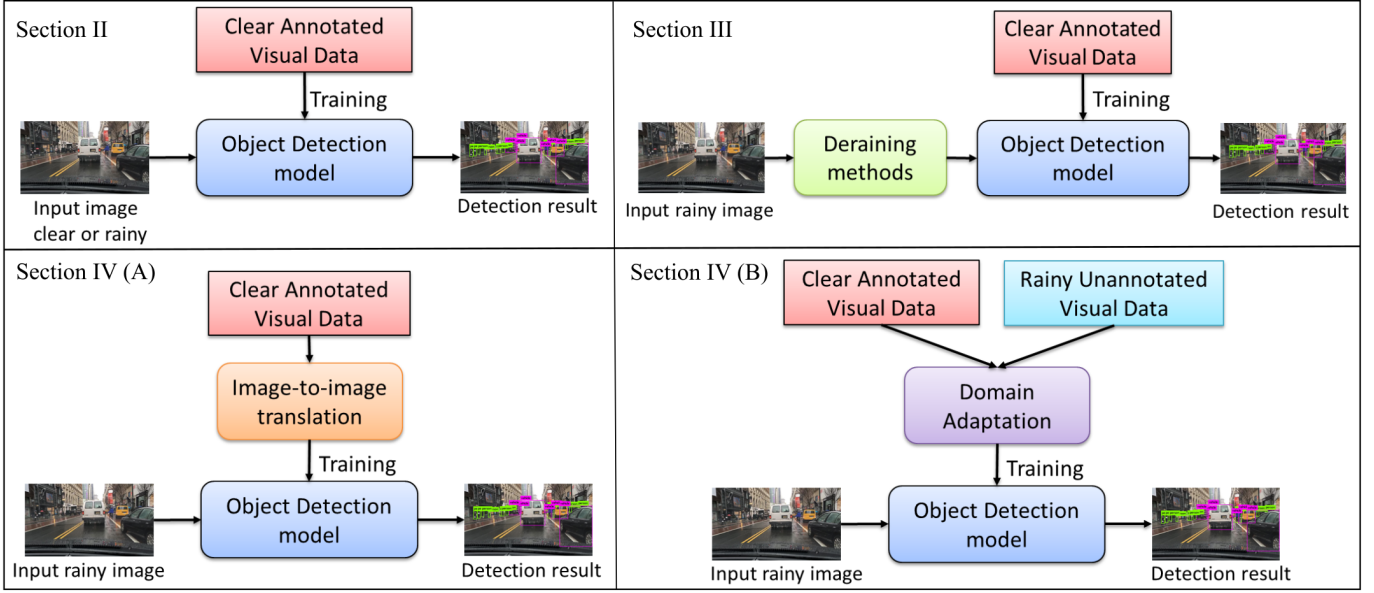 Section II
Clear Annotated
Visual Data
Training
Object Detection
model
Input image
clear or rainy
Detection result
Section III
Clear Annotated
Visual Data
Training
Deraining
methods
Object Detection
model
Input rainy image
Detection result
Section IV (A)
Clear Annotated
Visual Data
Image-to-image
translation
Training
Object Detection
model
Input rainy image
Detection result
Section IV (B)
Clear Annotated
Visual Data
Rainy Unannotated
Visual Data
Domain
Adaptation
Training
Object Detection
model
Input rainy image
Detection result